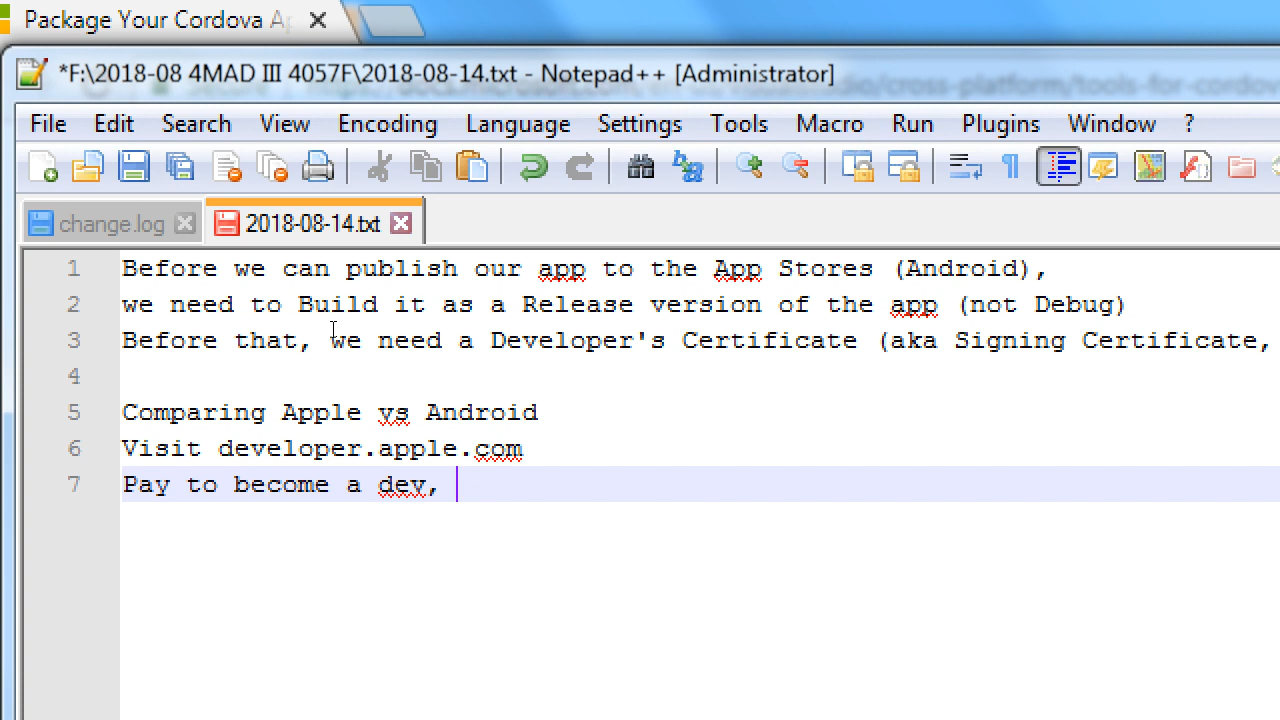 Package Your Cordova A
*F:\2018-08 4MAD III 4057F\2018-08-14.txt - Notepad++ [Administrator]
File Edit Search View Encoding Language Settings Tools Macro Run Plugins Window ?
change.log 2018-08-14.txt
1 Before we can publish our app to the App Stores (Android),
2 we need to Build it as a Release version of the app (not Debug)
3 Before that, we need a Developer's Certificate (aka Signing Certificate,
4
5 Comparing Apple vs Android
6 Visit developer.apple.com
7 Pay to become a dev,